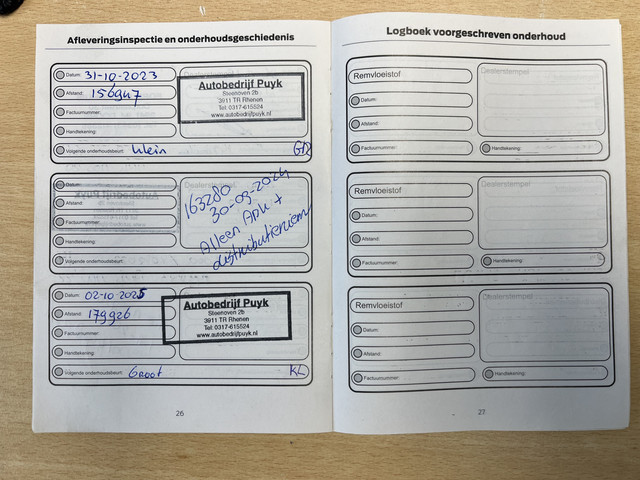 Afleveringsinspectie en onderhoudsgeschiedenis
Datum: 31-10-2023
Afstand: 156947
Factuurnummer:
Handtekening:
Volgende onderhoudsbeurt: klein
Autobedrijf Puyk
Steenoven 2b
3911 TR Rhenen
Tel: 0317-615524
www.autobedrijfpuyk.nl
Datum:
Afstand:
Factuurnummer:
Handtekening:
Volgende onderhoudsbeurt:
Dealerstempel
163280
30-03-2024
Alleen Apk +
distributieriem
Datum: 02-10-2025
Afstand: 179926
Factuurnummer:
Handtekening:
Volgende onderhoudsbeurt: Groot KL
Autobedrijf Puyk
Steenoven 2b
3911 TR Rhenen
Tel: 0317-615524
www.autobedrijfpuyk.nl
26
Logboek voorgeschreven onderhoud
Remvloeistof
Dealerstempel
Datum:
Afstand:
Factuurnummer:
Handtekening:
Remvloeistof
Dealerstempel
Datum:
Afstand:
Factuurnummer:
Handtekening:
Remvloeistof
Dealerstempel
Datum:
Afstand:
Factuurnummer:
Handtekening:
27